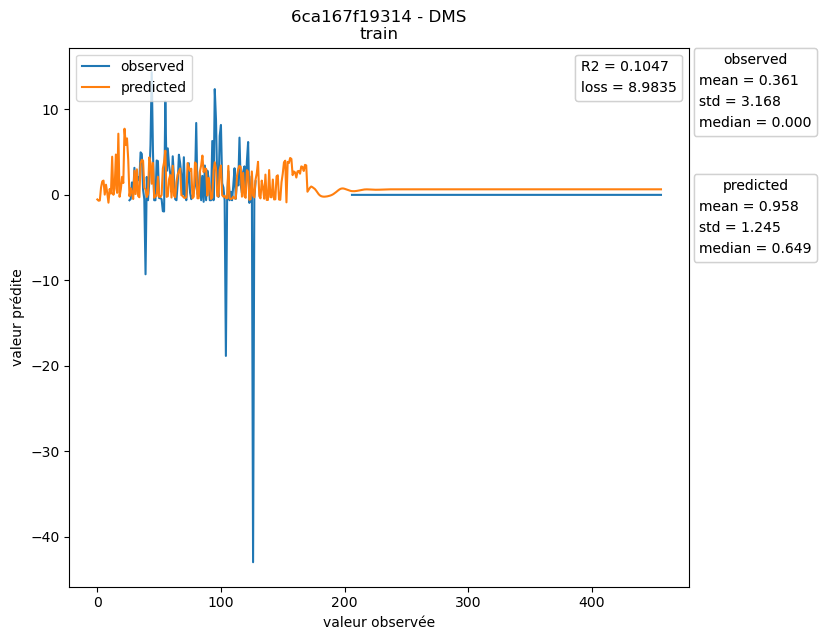 6ca167f19314 - DMS
train
observed
predicted
R2 = 0.1047
loss = 8.9835
observed
mean = 0.361
std = 3.168
median = 0.000
predicted
mean = 0.958
std = 1.245
median = 0.649
valeur prédite
10
0
−10
−20
−30
−40
0
100
200
300
400
valeur observée